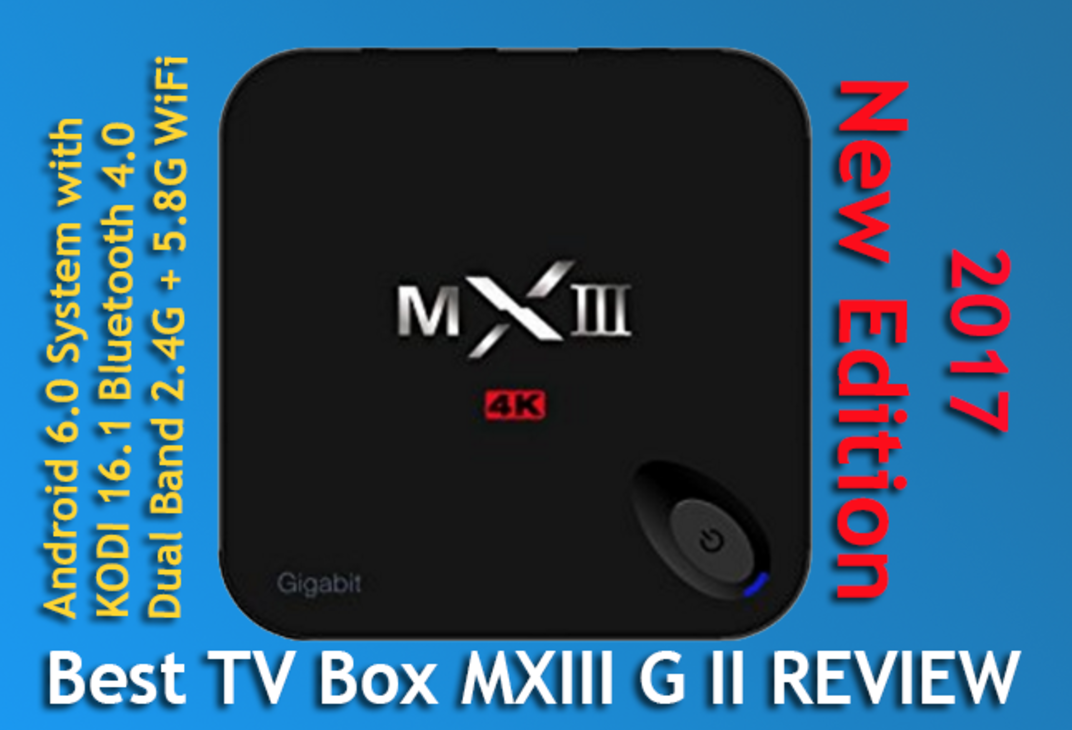 Android 6.0 System with
KODI 16.1 Bluetooth 4.0
Dual Band 2.4G + 5.8G WiFi
MXIII
4K
Gigabit
New Edition
2017
Best TV Box MXIII G II REVIEW